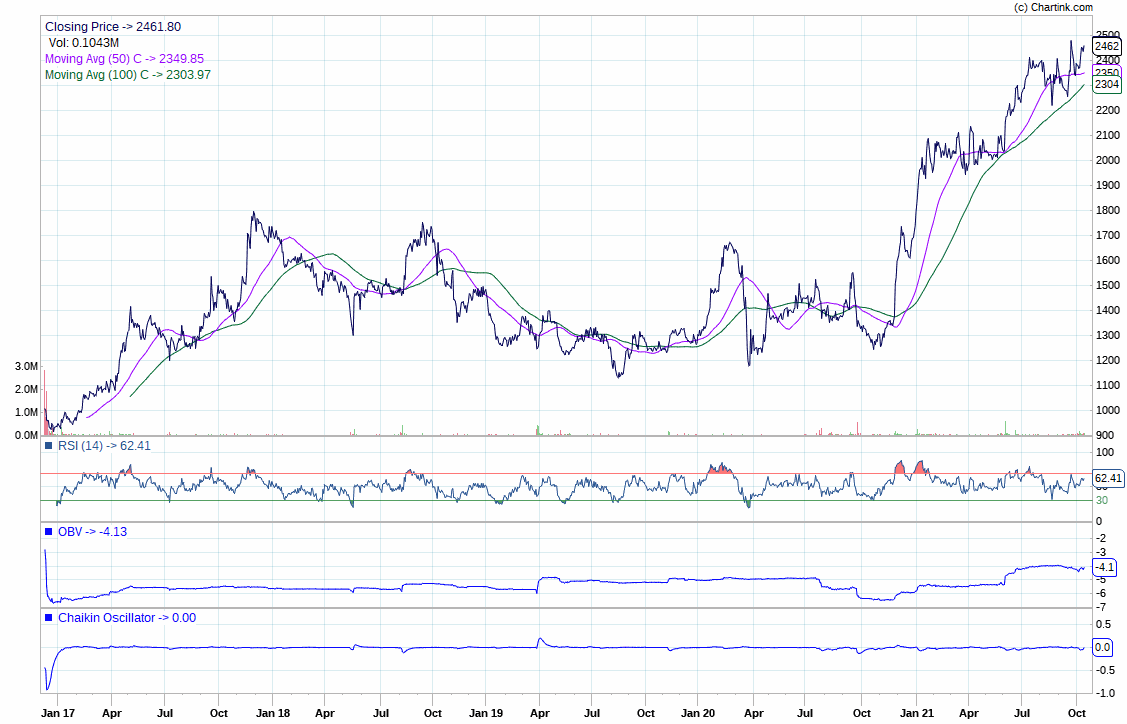 (c) Chartink.com
Closing Price -> 2461.80
Vol: 0.1043M
Moving Avg (50) C -> 2349.85
Moving Avg (100) C -> 2303.97
2500
2462
2400
2350
2304
2200
2100
2000
1900
1800
1700
1600
1500
1400
1300
1200
1100
1000
900
3.0M
2.0M
1.0M
0.0M
RSI (14) -> 62.41
100
62.41
30
0
OBV -> -4.13
-2
-3
-4.1
-5
-6
-7
Chaikin Oscillator -> 0.00
0.5
0.0
-0.5
-1.0
Jan 17 Apr Jul Oct Jan 18 Apr Jul Oct Jan 19 Apr Jul Oct Jan 20 Apr Jul Oct Jan 21 Apr Jul Oct